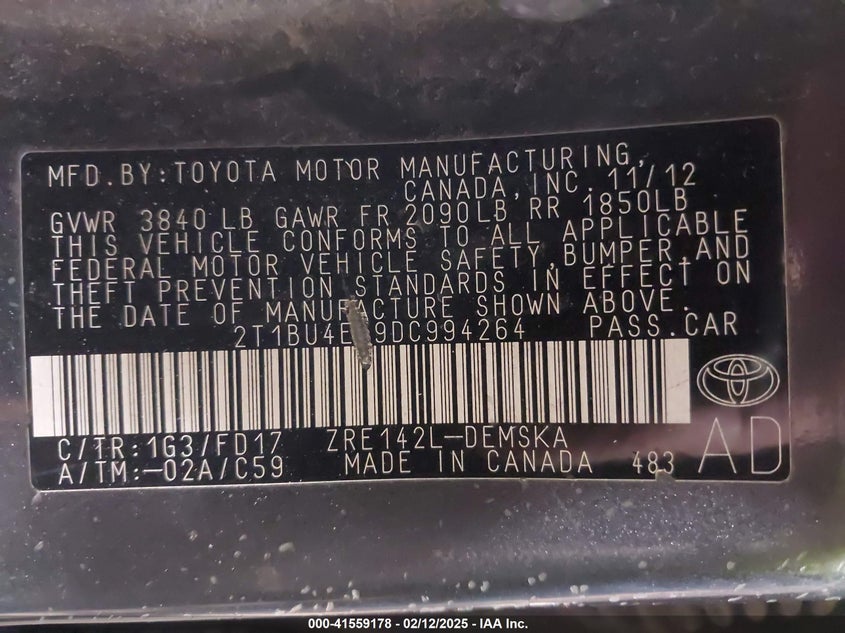 MFD.BY:TOYOTA MOTOR MANUFACTURING,
CANADA,INC. 11/12
GVWR 3840 LB GAWR FR 2090LB RR 1850LB
THIS VEHICLE CONFORMS TO ALL APPLICABLE
FEDERAL MOTOR VEHICLE SAFETY,BUMPER,AND
THEFT PREVENTION STANDARDS IN EFFECT ON
THE DATE OF MANUFACTURE SHOWN ABOVE.
PASS.CAR
C/TR:1G3/FD17 ZRE142L-DEMSKA
A/TM:-02A/C59 MADE IN CANADA 483 AD
000-41559178 - 02/12/2025 - IAA Inc.